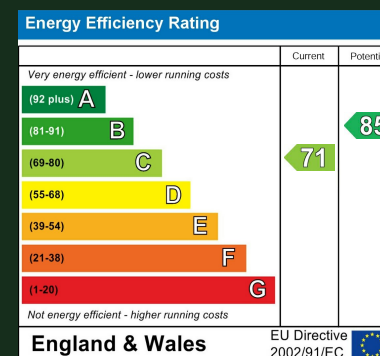 Energy Efficiency Rating
Current Potenti
Very energy efficient - lower running costs
(92 plus) A
(81-91) B
85
(69-80) C
71
(55-68) D
(39-54) E
(21-38) F
(1-20) G
Not energy efficient - higher running costs
England & Wales
EU Directive
2002/91/EC